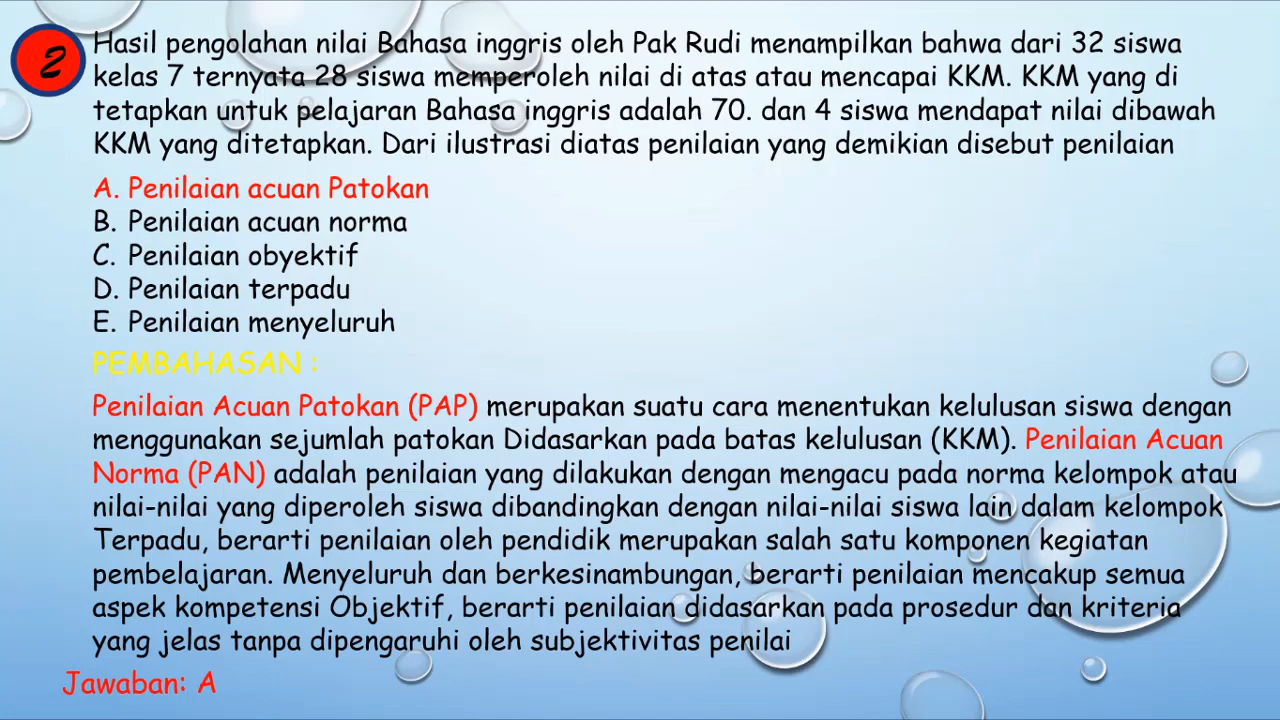 2
Hasil pengolahan nilai Bahasa inggris oleh Pak Rudi menampilkan bahwa dari 32 siswa
kelas 7 ternyata 28 siswa memperoleh nilai di atas atau mencapai KKM. KKM yang di
tetapkan untuk pelajaran Bahasa inggris adalah 70. dan 4 siswa mendapat nilai dibawah
KKM yang ditetapkan. Dari ilustrasi diatas penilaian yang demikian disebut penilaian
A. Penilaian acuan Patokan
B. Penilaian acuan norma
C. Penilaian obyektif
D. Penilaian terpadu
E. Penilaian menyeluruh
PEMBAHASAN :
Penilaian Acuan Patokan (PAP) merupakan suatu cara menentukan kelulusan siswa dengan
menggunakan sejumlah patokan Didasarkan pada batas kelulusan (KKM). Penilaian Acuan
Norma (PAN) adalah penilaian yang dilakukan dengan mengacu pada norma kelompok atau
nilai-nilai yang diperoleh siswa dibandingkan dengan nilai-nilai siswa lain dalam kelompok
Terpadu, berarti penilaian oleh pendidik merupakan salah satu komponen kegiatan
pembelajaran. Menyeluruh dan berkesinambungan, berarti penilaian mencakup semua
aspek kompetensi Objektif, berarti penilaian didasarkan pada prosedur dan kriteria
yang jelas tanpa dipengaruhi oleh subjektivitas penilai
Jawaban: A